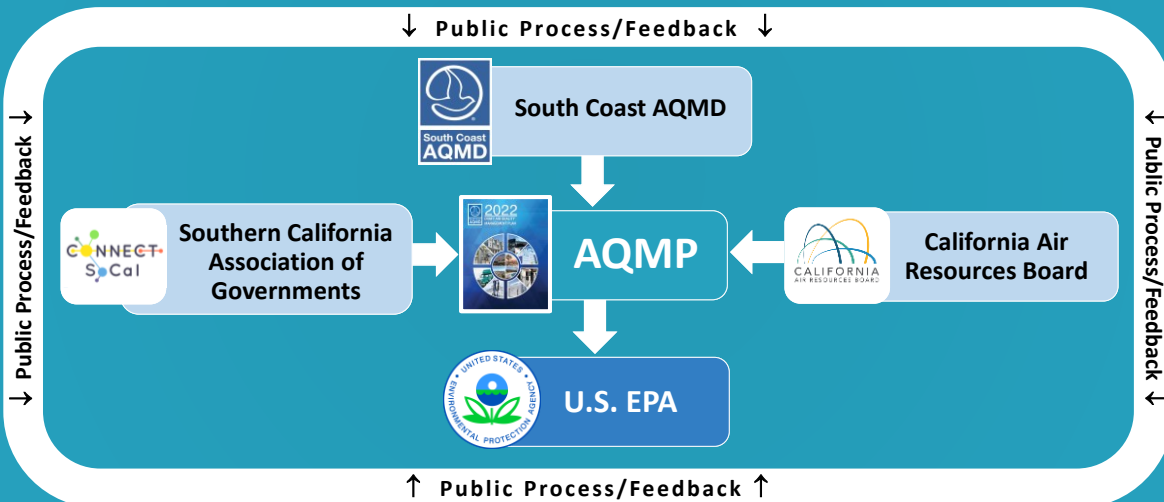 ↓ Public Process/Feedback ↓
South Coast
AQMD
South Coast AQMD
↓ Public Process/Feedback ↓
CONNECT
SoCal
Southern California
Association of
Governments
2022
AQMP
CALIFORNIA
AIR RESOURCES BOARD
California Air
Resources Board
↓ Public Process/Feedback ↓
UNITED STATES
ENVIRONMENTAL PROTECTION AGENCY
U.S. EPA
↑ Public Process/Feedback ↑